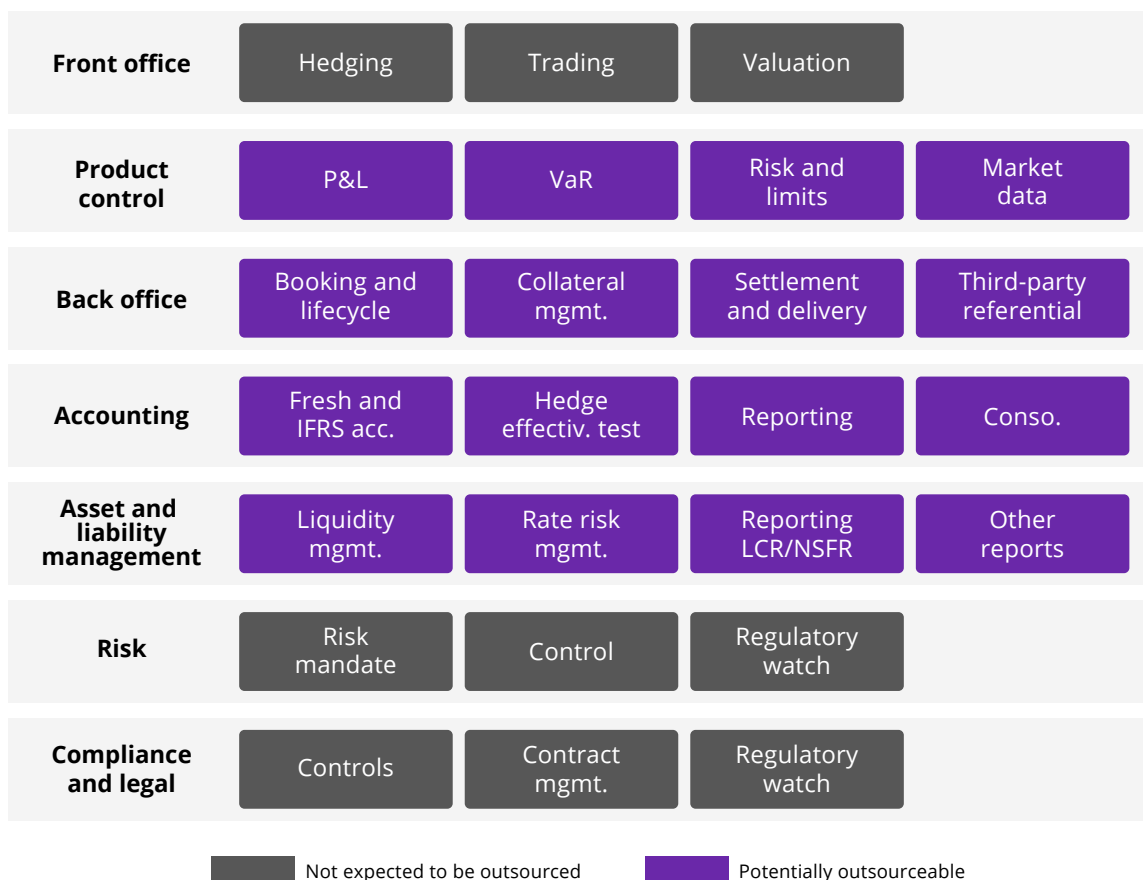 Front office
Hedging
Trading
Valuation
Product
control
P&L
VaR
Risk and
limits
Market
data
Back office
Booking and
lifecycle
Collateral
mgmt.
Settlement
and delivery
Third-party
referential
Accounting
Fresh and
IFRS acc.
Hedge
effectiv. test
Reporting
Conso.
Asset and
liability
management
Liquidity
mgmt.
Rate risk
mgmt.
Reporting
LCR/NSFR
Other
reports
Risk
Risk
mandate
Control
Regulatory
watch
Compliance
and legal
Controls
Contract
mgmt.
Regulatory
watch
Not expected to be outsourced
Potentially outsourceable